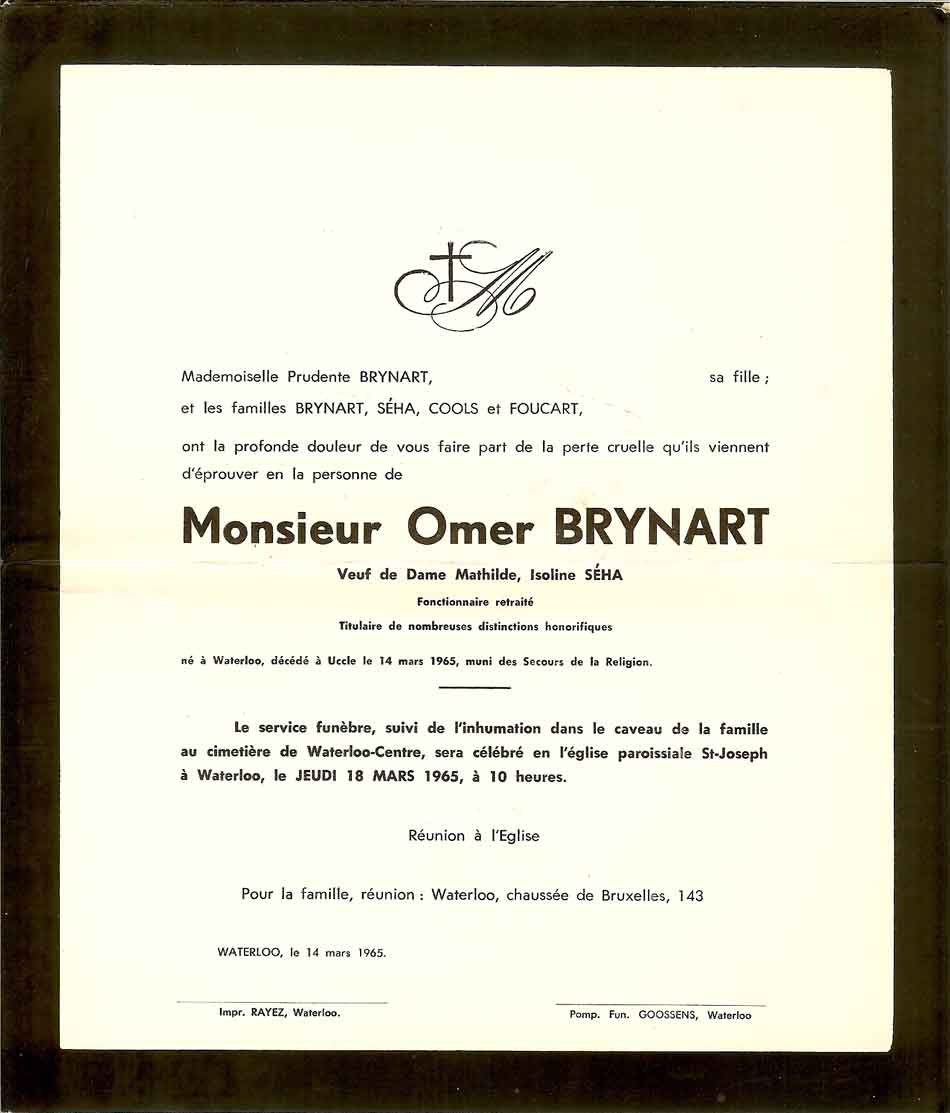 M
Mademoiselle Prudente BRYNART, sa fille ;
et les familles BRYNART, SÉHA, COOLS et FOUCART,
ont la profonde douleur de vous faire part de la perte cruelle qu'ils viennent
d'éprouver en la personne de
Monsieur Omer BRYNART
Veuf de Dame Mathilde, Isoline SÉHA
Fonctionnaire retraité
Titulaire de nombreuses distinctions honorifiques
né à Waterloo, décédé à Uccle le 14 mars 1965, muni des Secours de la Religion.
Le service funèbre, suivi de l'inhumation dans le caveau de la famille
au cimetière de Waterloo-Centre, sera célébré en l'église paroissiale St-Joseph
à Waterloo, le JEUDI 18 MARS 1965, à 10 heures.
Réunion à l'Eglise
Pour la famille, réunion : Waterloo, chaussée de Bruxelles, 143
WATERLOO, le 14 mars 1965.
Impr. RAYEZ, Waterloo.
Pomp. Fun. GOOSSENS, Waterloo